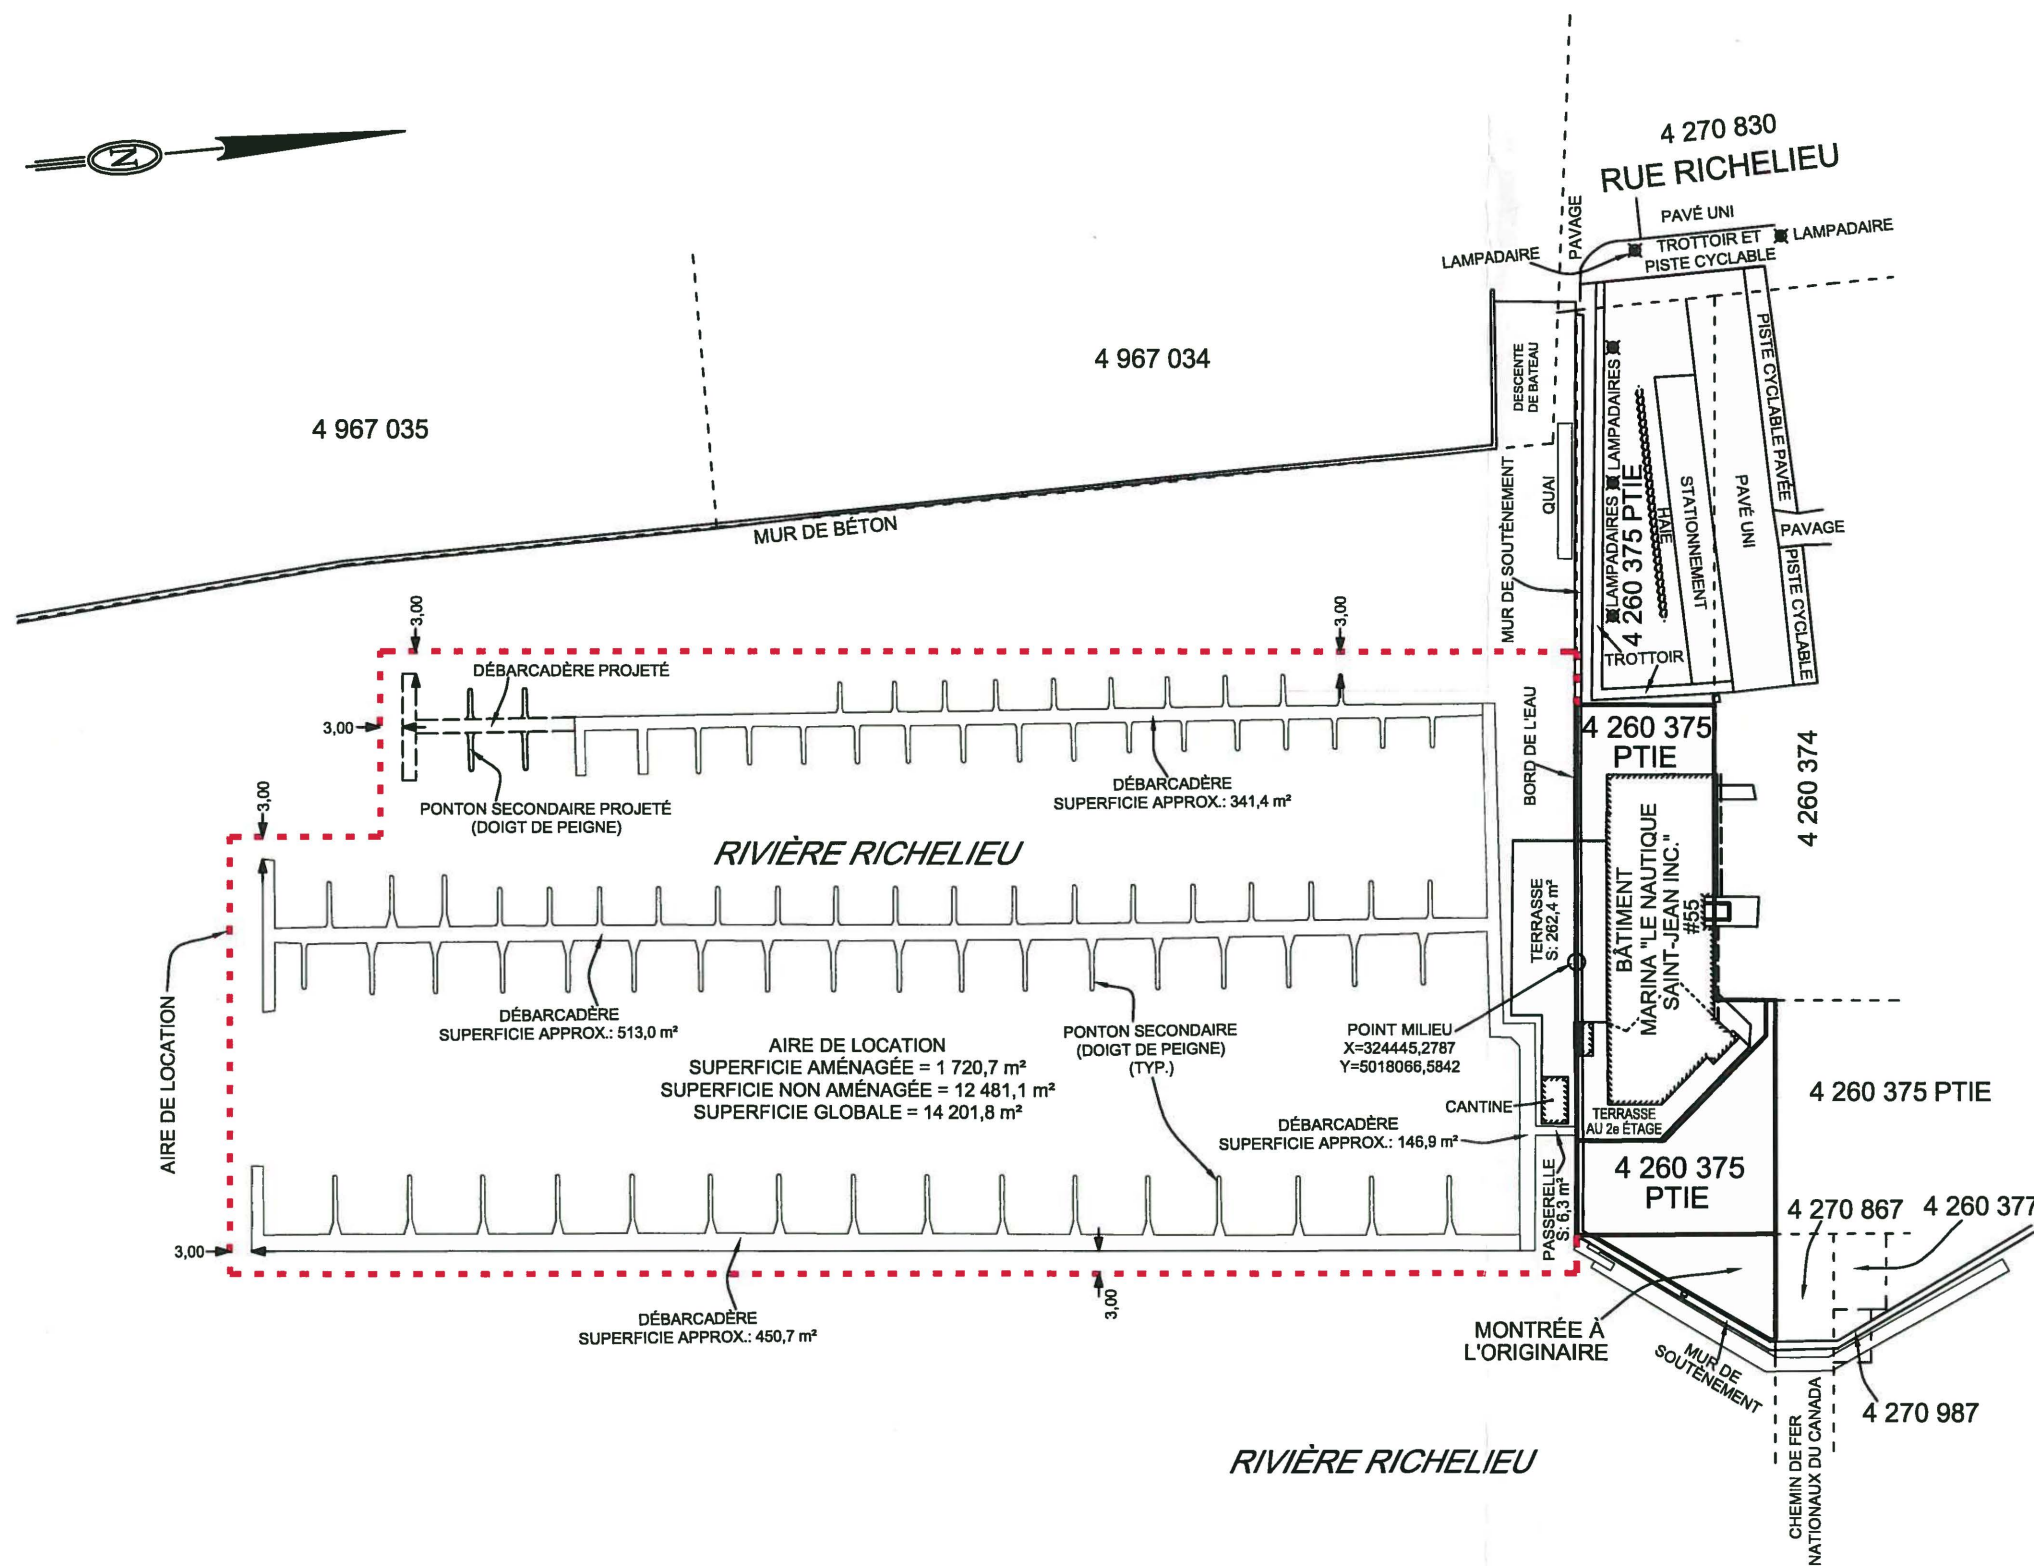 N
4 270 830
RUE RICHELIEU
PAVÉ UNI
TROTTOIR ET
PISTE CYCLABLE
LAMPADAIRE
LAMPADAIRE
PAVAGE
4 967 034
4 967 035
MUR DE BÉTON
DESCENTE
DE BATEAU
QUAI
MUR DE SOUTÈNEMENT
LAMPADAIRES
LAMPADAIRES
4 260 375 PTIE
HAIE
STATIONNEMENT
PAVÉ UNI
PISTE CYCLABLE PAVÉE
PAVAGE
PISTE CYCLABLE
TROTTOIR
3,00
3,00
DÉBARCADÈRE PROJETÉ
3,00
PONTON SECONDAIRE PROJETÉ
(DOIGT DE PEIGNE)
DÉBARCADÈRE
SUPERFICIE APPROX.: 341,4 m²
BORD DE L'EAU
4 260 375
PTIE
4 260 374
3,00
RIVIÈRE RICHELIEU
TERRASSE
S: 262,4 m²
BÂTIMENT
MARINA "LE NAUTIQUE
SAINT-JEAN INC."
#55
AIRE DE LOCATION
DÉBARCADÈRE
SUPERFICIE APPROX.: 513,0 m²
AIRE DE LOCATION
SUPERFICIE AMÉNAGÉE = 1 720,7 m²
SUPERFICIE NON AMÉNAGÉE = 12 481,1 m²
SUPERFICIE GLOBALE = 14 201,8 m²
PONTON SECONDAIRE
(DOIGT DE PEIGNE)
(TYP.)
POINT MILIEU
X=324445,2787
Y=5018066,5842
CANTINE
DÉBARCADÈRE
SUPERFICIE APPROX.: 146,9 m²
TERRASSE
AU 2e ÉTAGE
4 260 375 PTIE
4 260 375
PTIE
PASSERELLE
S: 6,3 m²
4 270 867
4 260 377
3,00
3,00
DÉBARCADÈRE
SUPERFICIE APPROX.: 450,7 m²
MONTRÉE À
L'ORIGINAIRE
MUR DE
SOUTÈNEMENT
4 270 987
CHEMIN DE FER
NATIONAUX DU CANADA
RIVIÈRE RICHELIEU